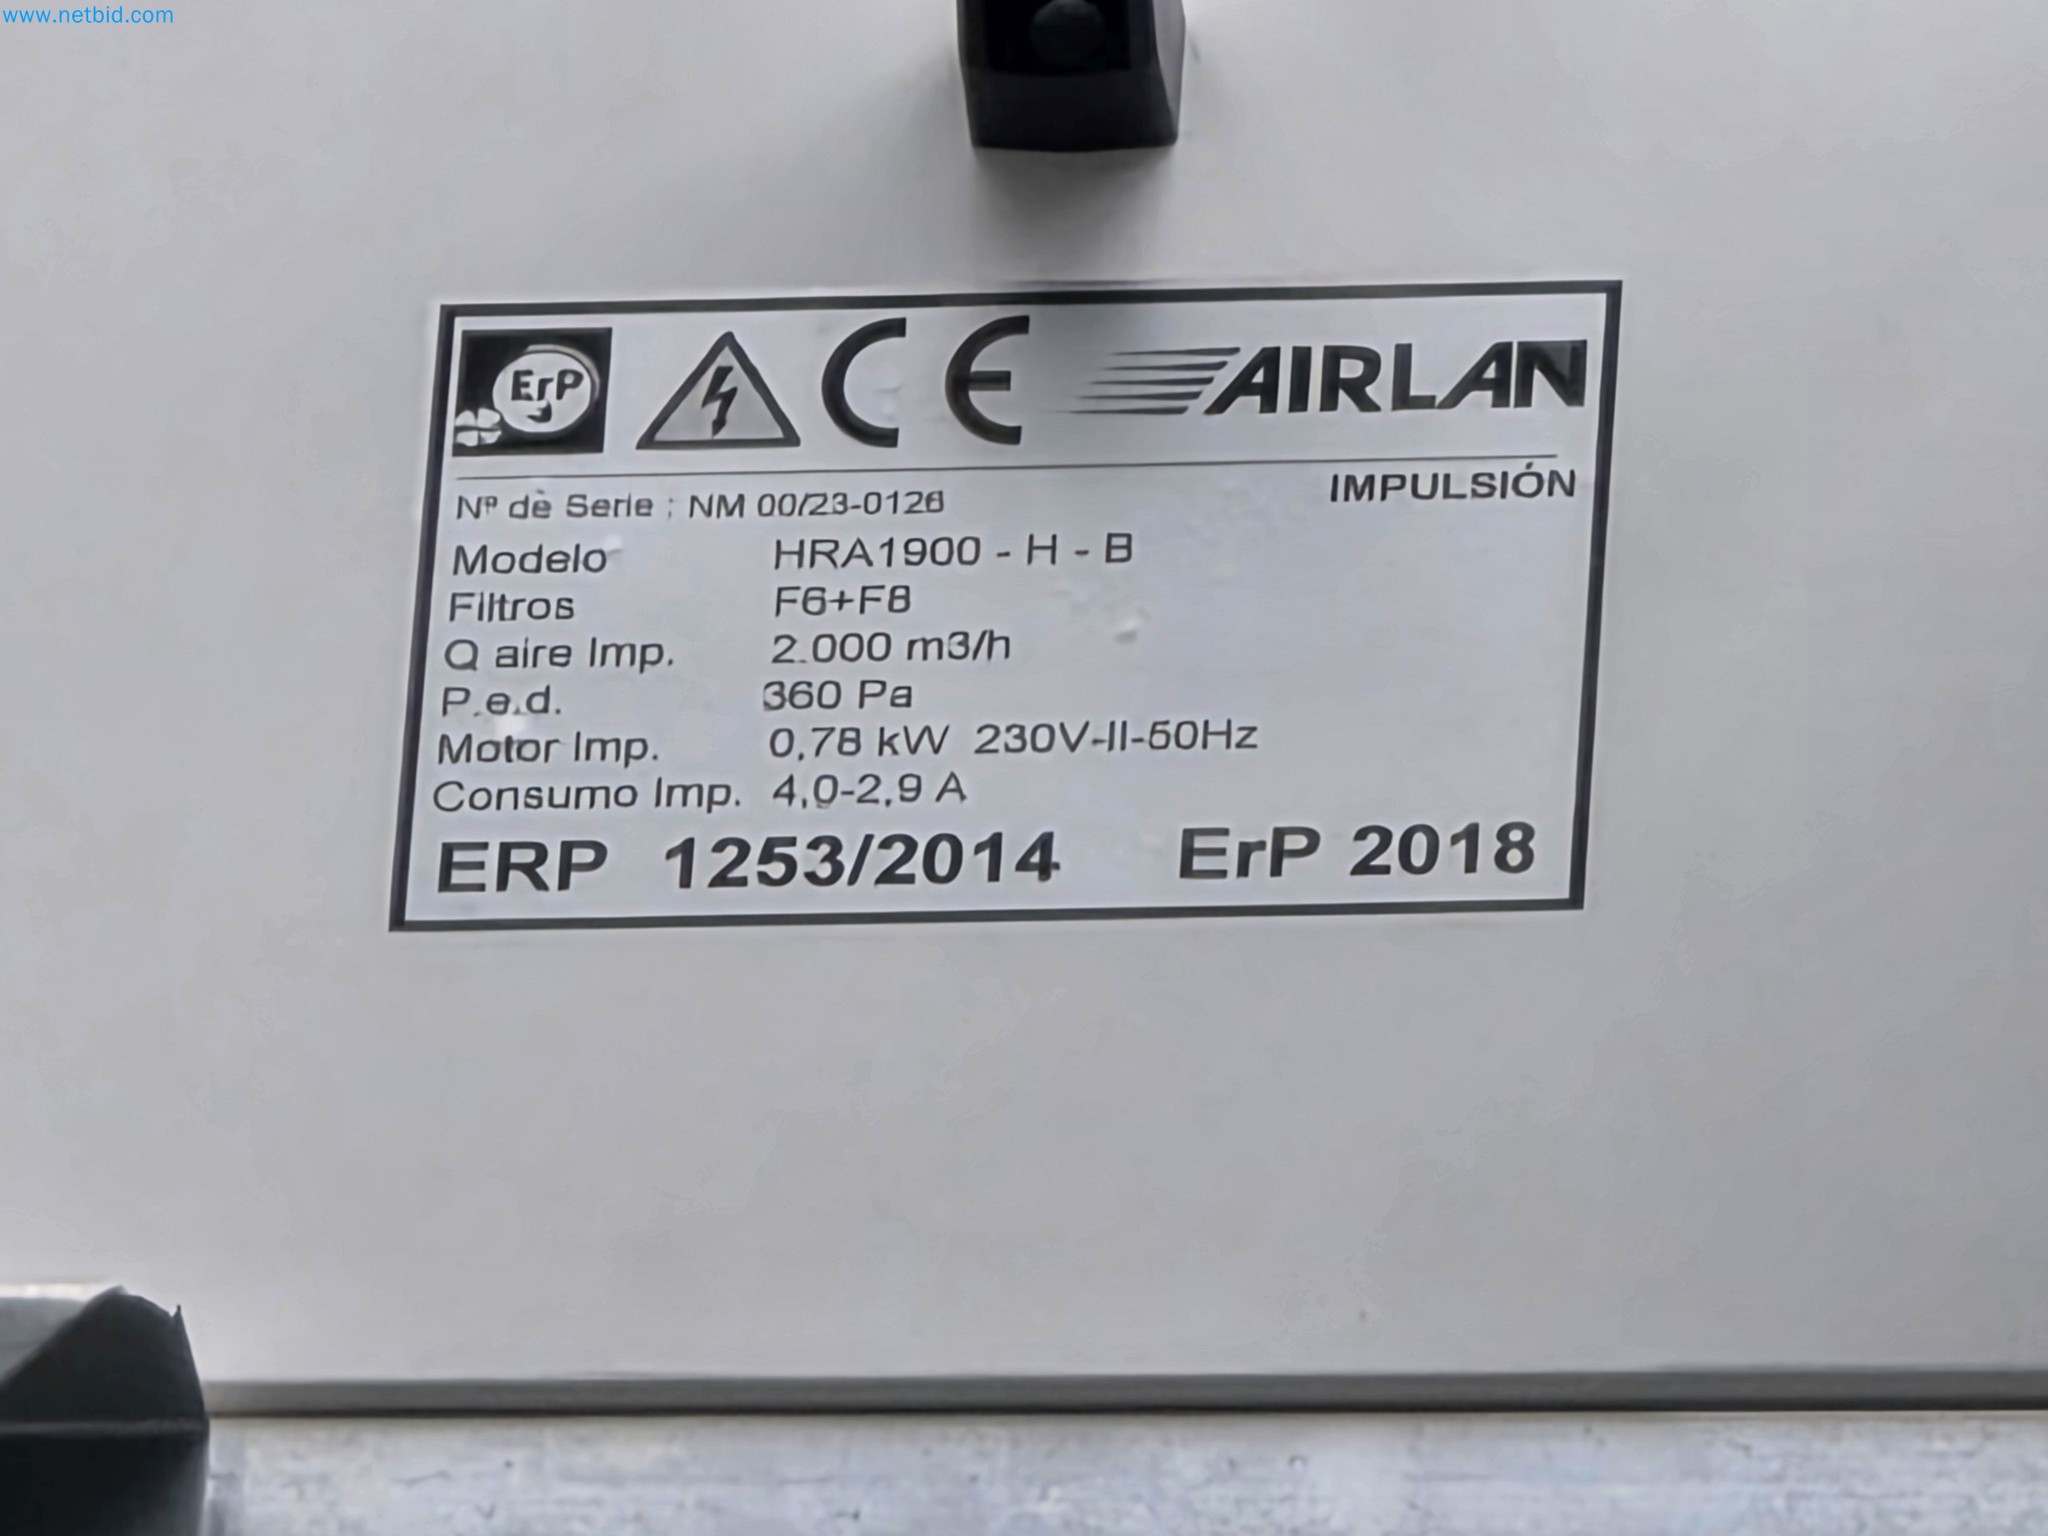 www.netbid.com
ErP CE AIRLAN
IMPULSIÓN
Nº de Serie : NM 00/23-0126
Modelo HRA1900 - H - B
Filtros F6+F8
Q aire Imp. 2.000 m3/h
P.e.d. 360 Pa
Motor Imp. 0,78 kW 230V-II-50Hz
Consumo Imp. 4,0-2,9 A
ERP 1253/2014 ErP 2018